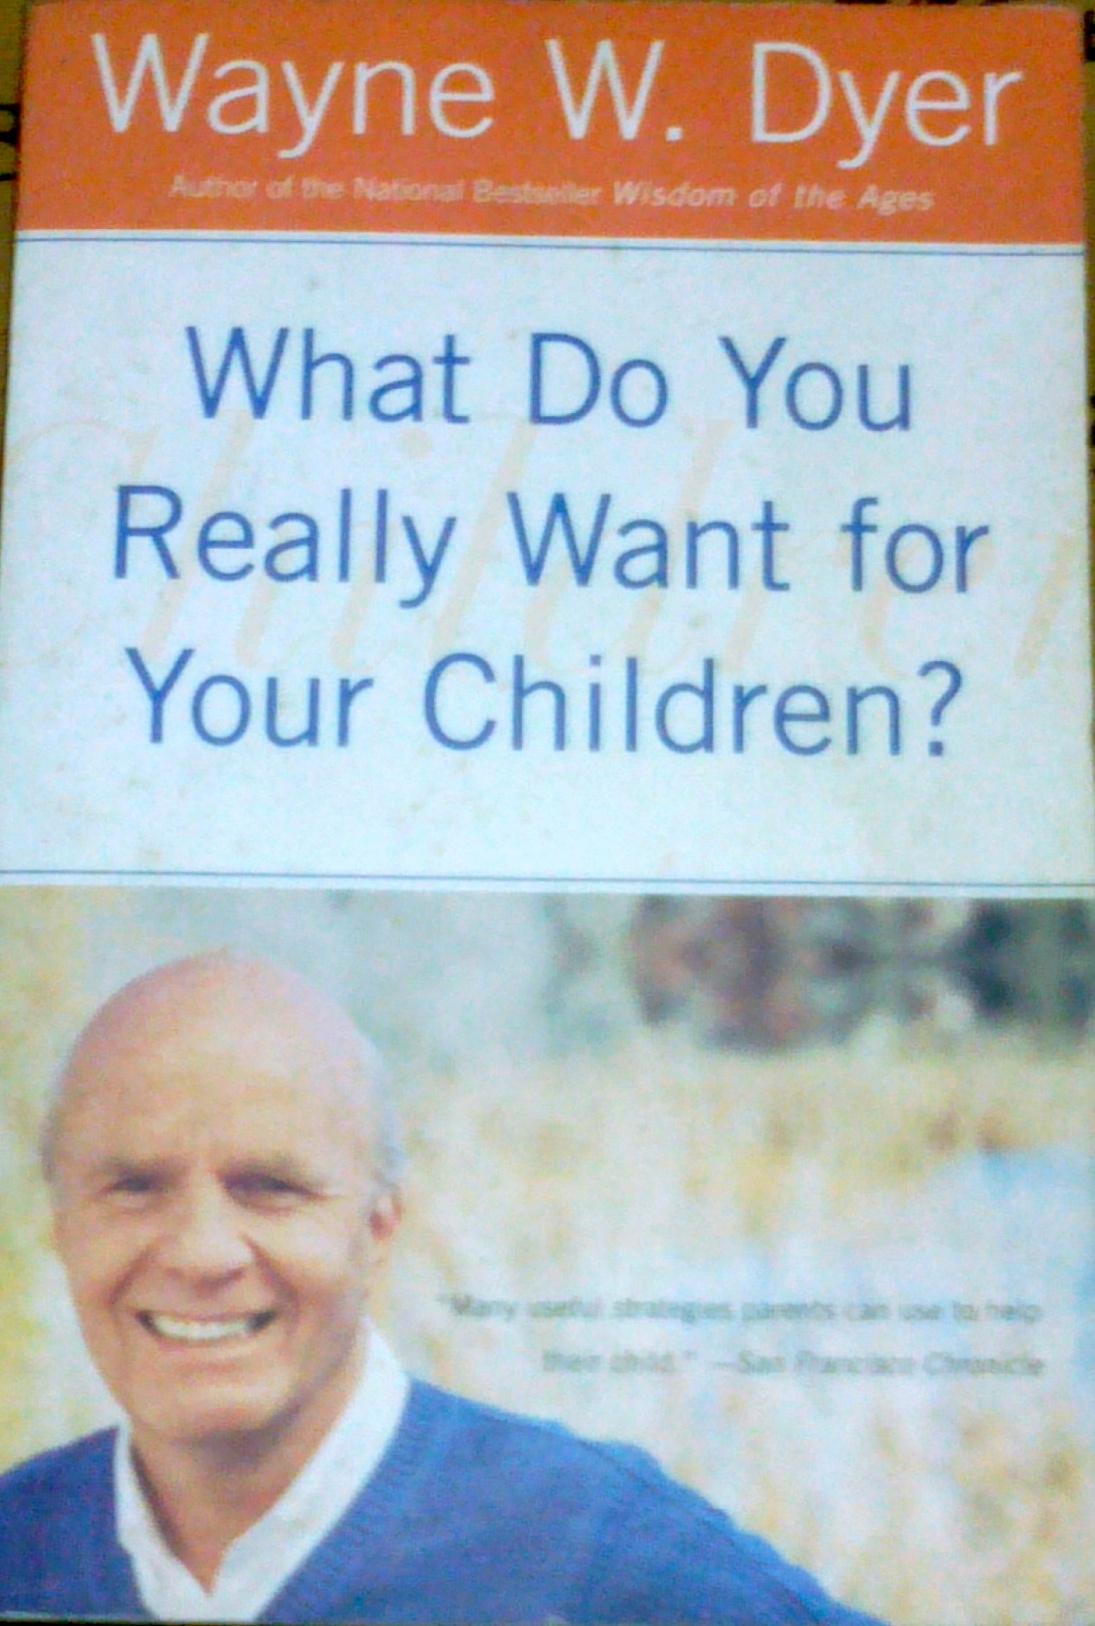 Wayne W. Dyer
Author of the National Bestseller Wisdom of the Ages
What Do You
Really Want for
Your Children?
"Many useful strategies parents can use to help
their child." —San Francisco Chronicle